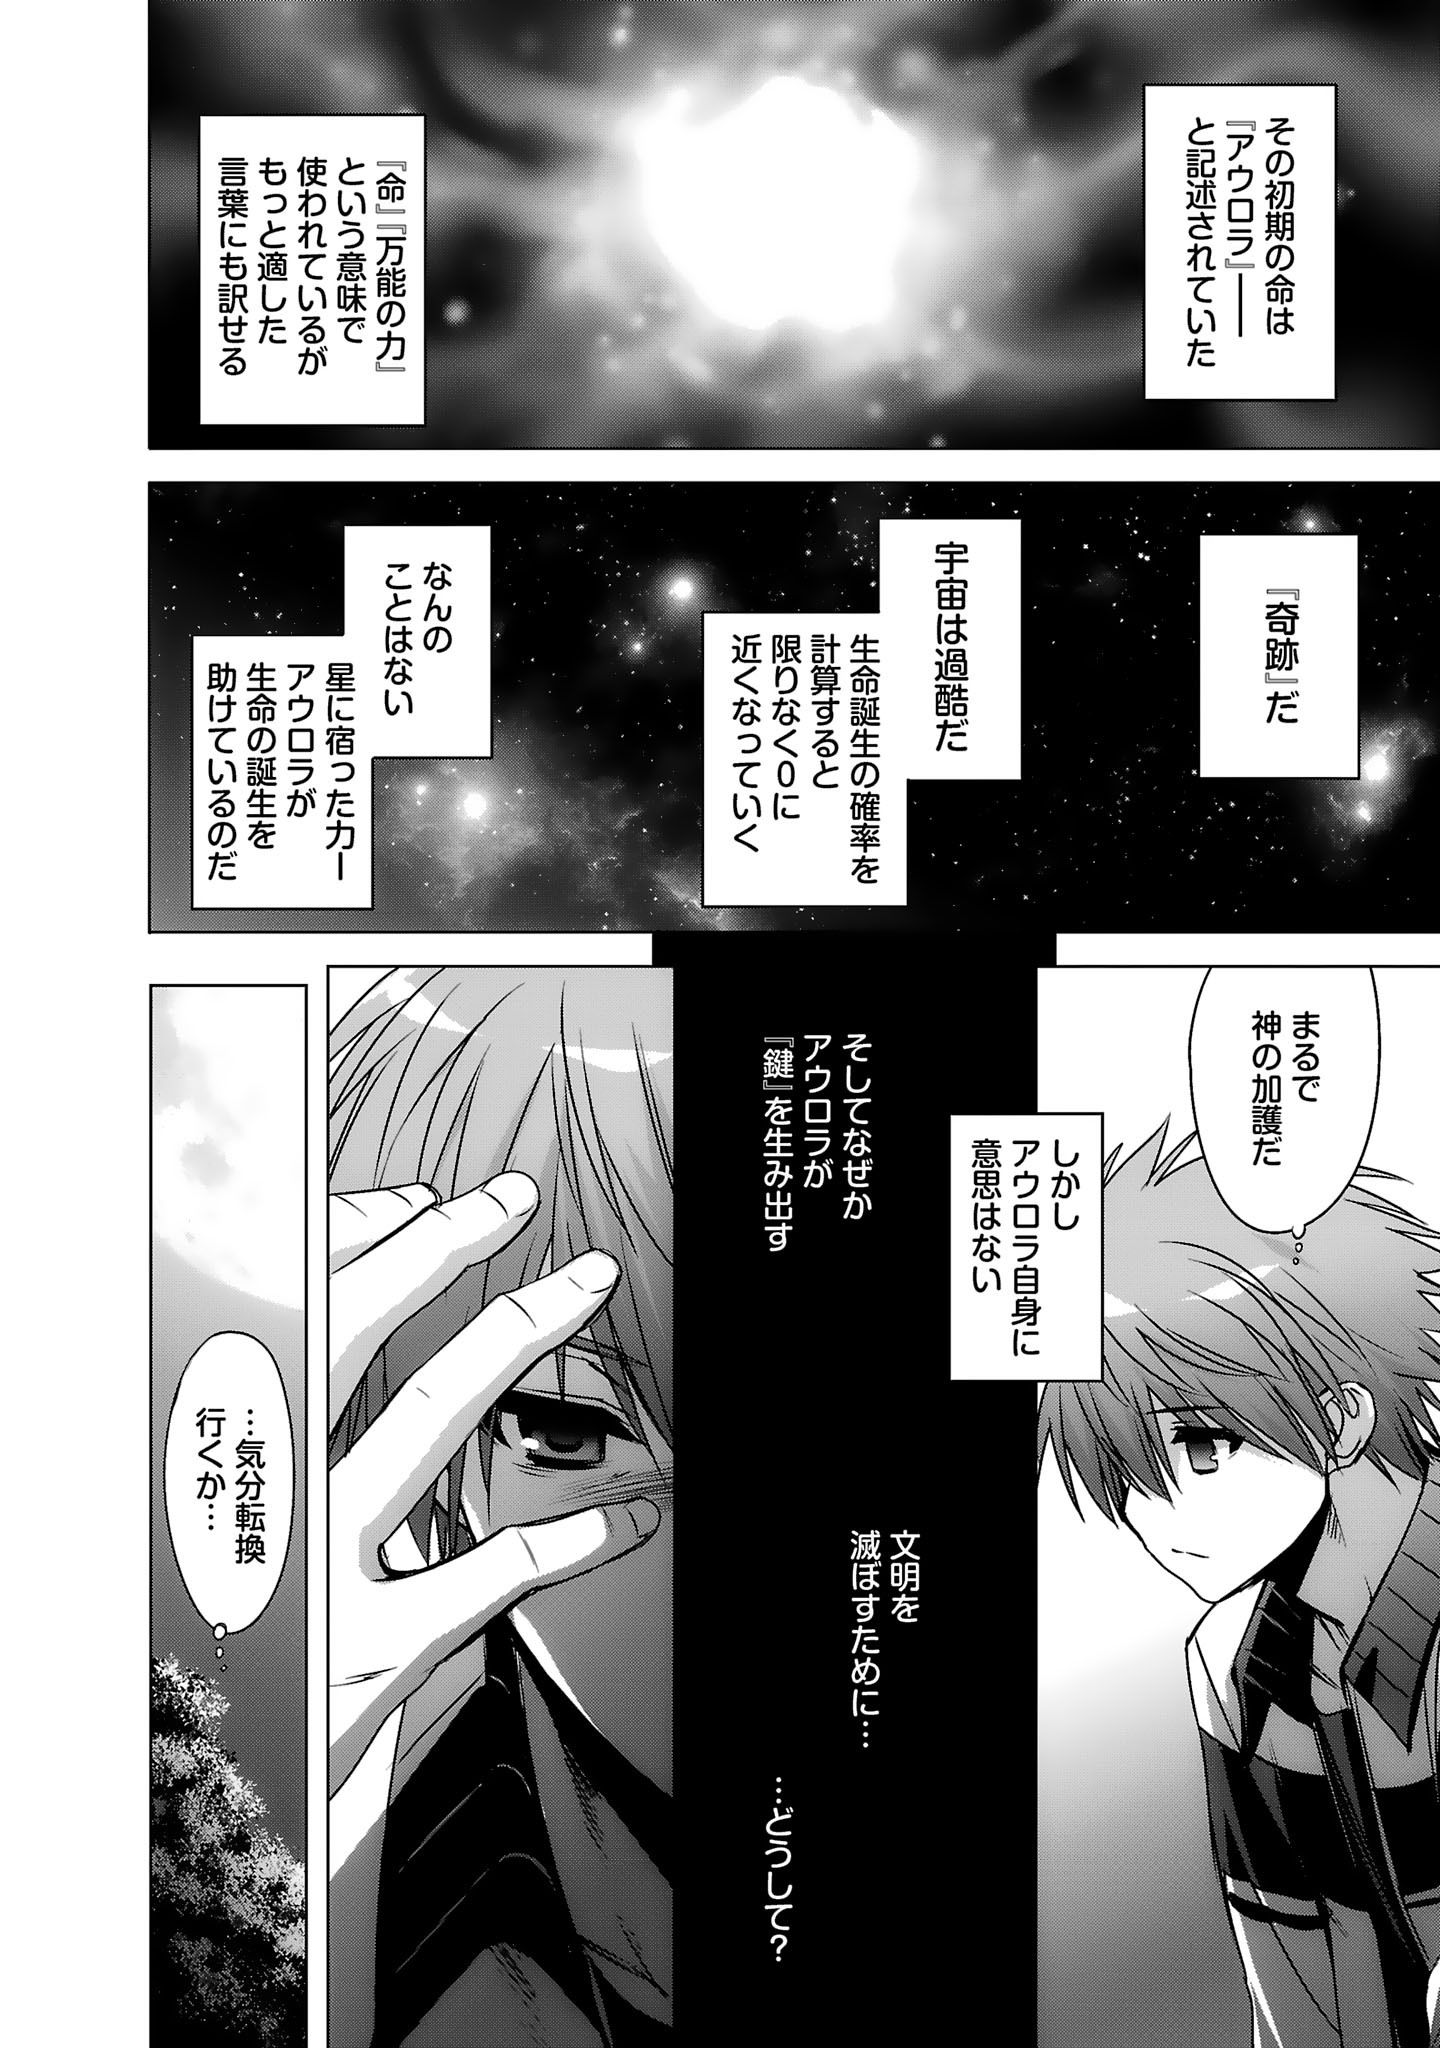 その初期の命は
『アウロラ』――
と記述されていた
『命』『万能の力』
という意味で
使われているが
もっと適した
言葉にも訳せる
『奇跡』だ
宇宙は過酷だ
生命誕生の確率を
計算すると
限りなく0に
近くなっていく
なんの
ことはない
星に宿った力―
アウロラが
生命の誕生を
助けているのだ
まるで
神の加護だ
しかし
アウロラ自身に
意思はない
そしてなぜか
アウロラが
『鍵』を生み出す
文明を
滅ぼすために…
…どうして?
…気分転換
行くか…